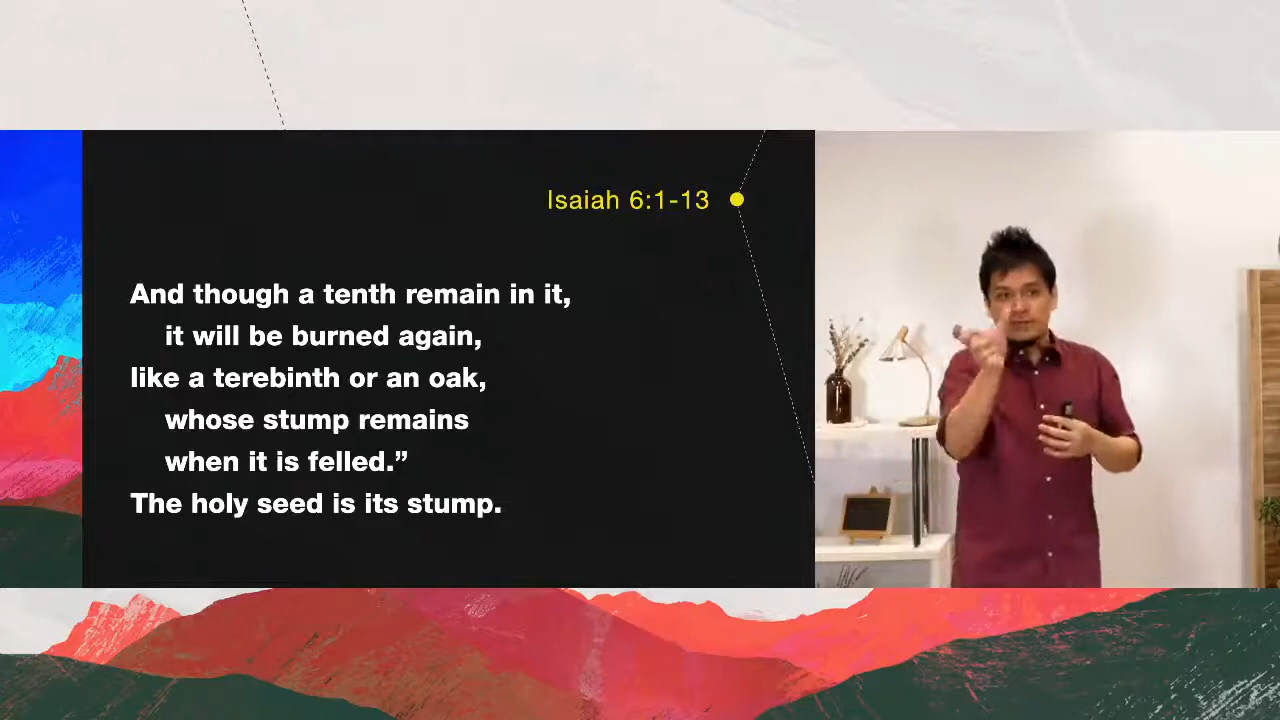 Isaiah 6:1-13
And though a tenth remain in it,
it will be burned again,
like a terebinth or an oak,
whose stump remains
when it is felled.”
The holy seed is its stump.